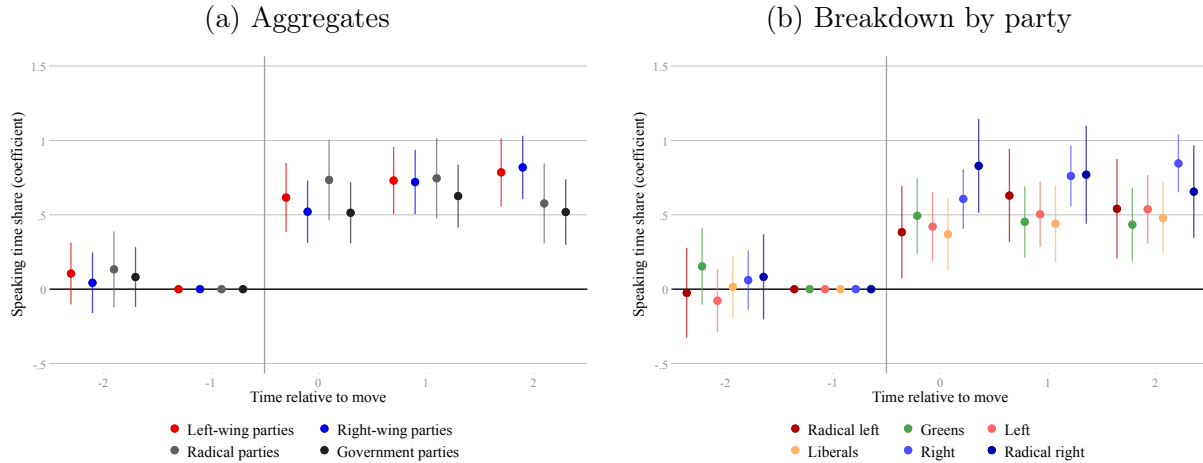 (a) Aggregates
1.5
1
.5
0
-.5
Speaking time share (coefficient)
-2 -1 0 1 2
Time relative to move
Left-wing parties Right-wing parties
Radical parties Government parties
(b) Breakdown by party
1.5
1
.5
0
-.5
Speaking time share (coefficient)
-2 -1 0 1 2
Time relative to move
Radical left Greens Left
Liberals Right Radical right